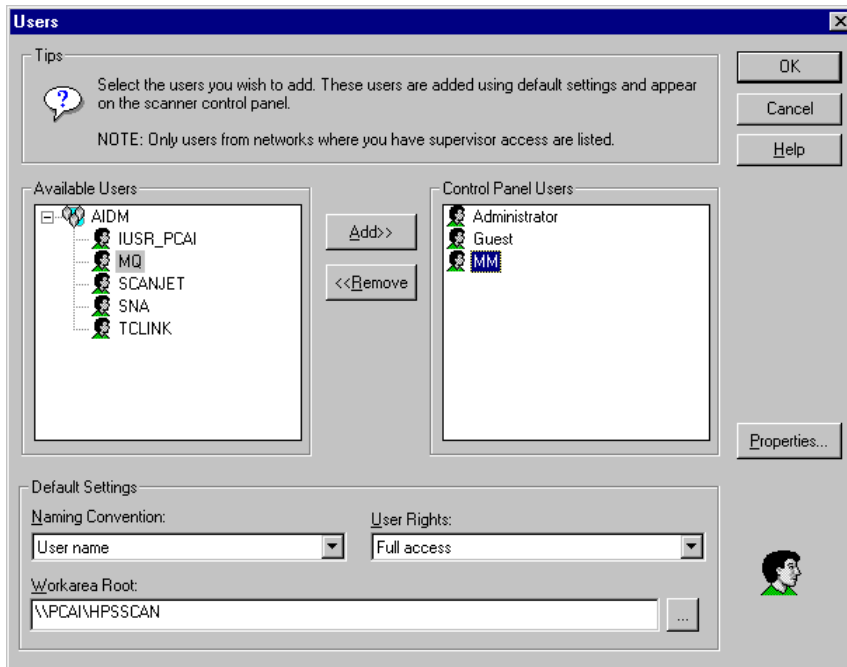 Users
Tips
Select the users you wish to add. These users are added using default settings and appear
on the scanner control panel.
NOTE: Only users from networks where you have supervisor access are listed.
OK
Cancel
Help
Available Users
AIDM
IUSR_PCAI
MQ
SCANJET
SNA
TCLINK
Add>>
<<Remove
Control Panel Users
Administrator
Guest
MM
Properties...
Default Settings
Naming Convention:
User name
User Rights:
Full access
Workarea Root:
\\PCAI\HPSSCAN
...